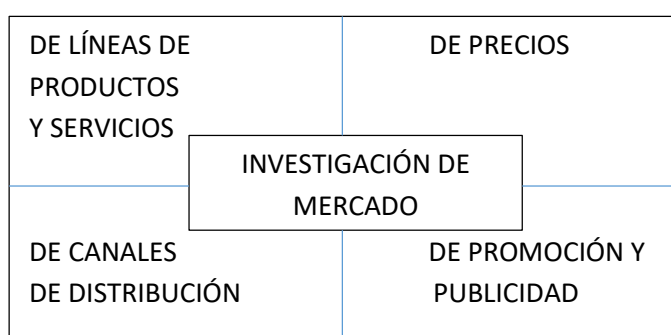 DE LÍNEAS DE
PRODUCTOS
Y SERVICIOS
DE PRECIOS
INVESTIGACIÓN DE
MERCADO
DE CANALES
DE DISTRIBUCIÓN
DE PROMOCIÓN Y
PUBLICIDAD